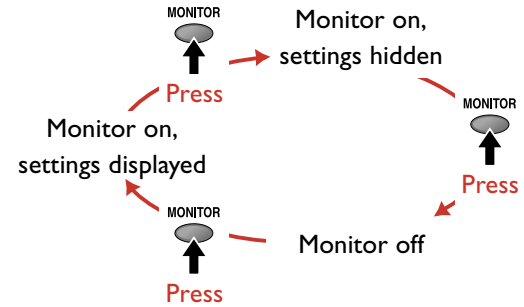 MONITOR
Press
Monitor on,
settings hidden
MONITOR
Press
Monitor off
MONITOR
Press
Monitor on,
settings displayed